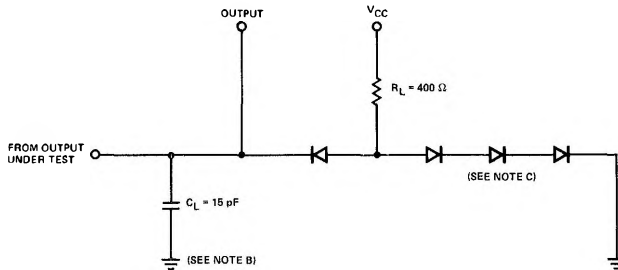 OUTPUT
VCC
RL = 400 Ω
FROM OUTPUT
UNDER TEST
(SEE NOTE C)
CL = 15 pF
(SEE NOTE B)